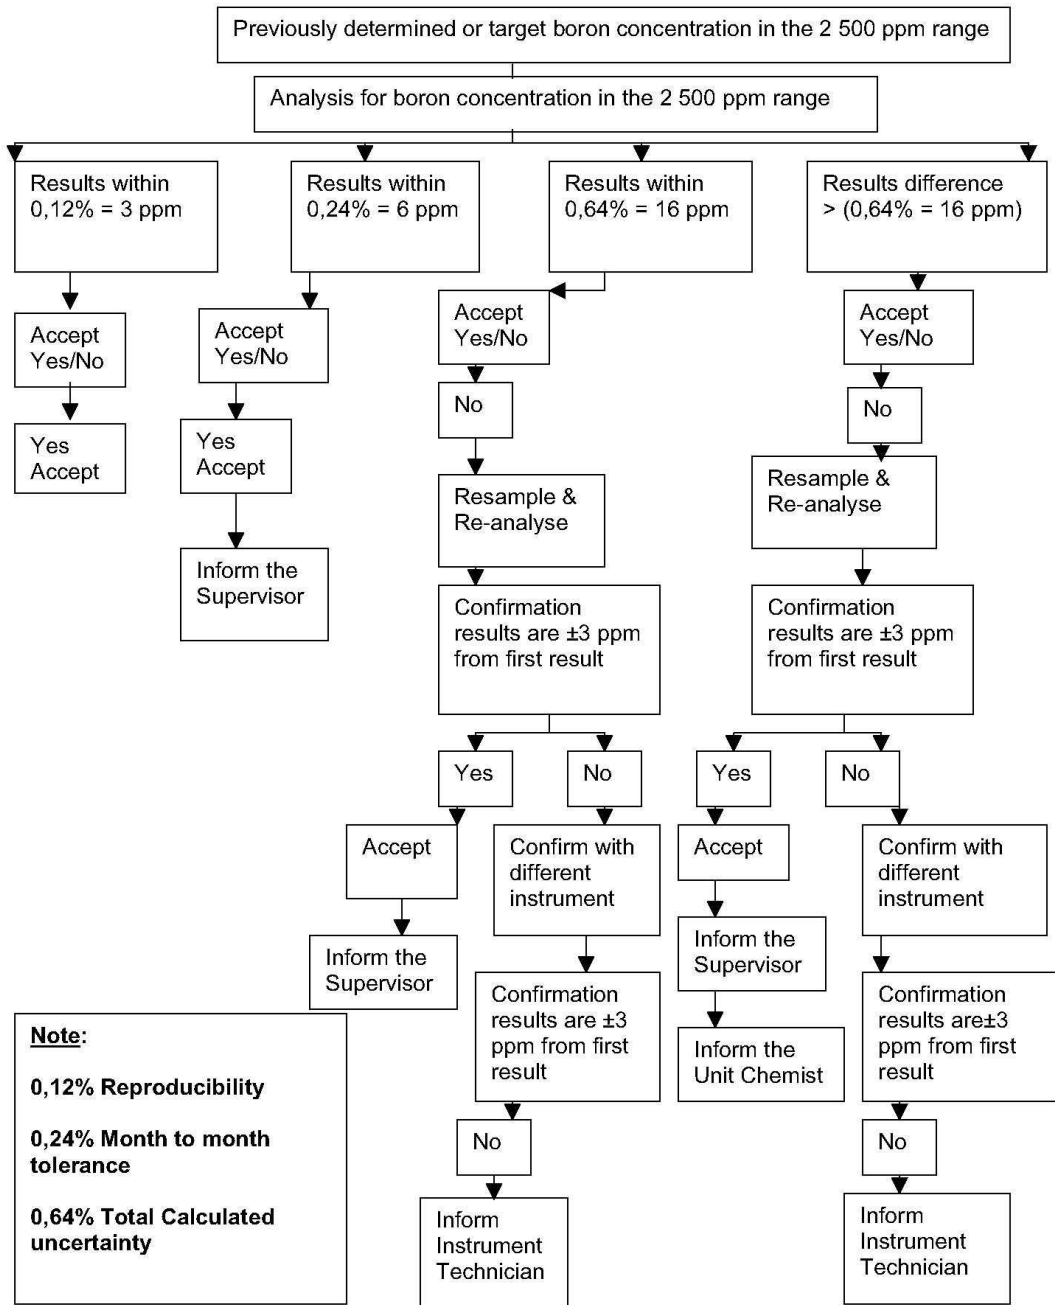 Previously determined or target boron concentration in the 2 500 ppm range
Analysis for boron concentration in the 2 500 ppm range
Results within
0,12% = 3 ppm
Results within
0,24% = 6 ppm
Results within
0,64% = 16 ppm
Results difference
> (0,64% = 16 ppm)
Accept
Yes/No
Yes
Accept
Accept
Yes/No
Yes
Accept
Inform the
Supervisor
Accept
Yes/No
No
Resample &
Re-analyse
Confirmation
results are ±3 ppm
from first result
Yes
Accept
Inform the
Supervisor
No
Confirm with
different
instrument
Confirmation
results are ±3
ppm from first
result
No
Inform
Instrument
Technician
Accept
Yes/No
No
Resample &
Re-analyse
Confirmation
results are ±3 ppm
from first result
Yes
Accept
Inform the
Supervisor
Inform the
Unit Chemist
No
Confirm with
different
instrument
Confirmation
results are±3
ppm from first
result
No
Inform
Instrument
Technician
Note:
0,12% Reproducibility
0,24% Month to month
tolerance
0,64% Total Calculated
uncertainty